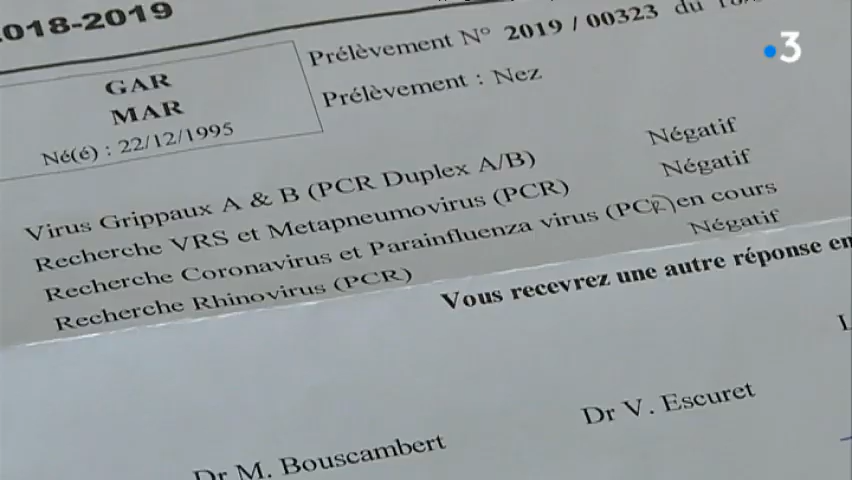 2018-2019
Prélèvement N° 2019 / 00323 du
3
GAR
MAR
Prélèvement : Nez
Né(é) : 22/12/1995
Virus Grippaux A & B (PCR Duplex A/B) Négatif
Recherche VRS et Metapneumovirus (PCR) Négatif
Recherche Coronavirus et Parainfluenza virus (PCR) en cours
Recherche Rhinovirus (PCR) Négatif
Vous recevrez une autre réponse en
Dr V. Escuret
Dr M. Bouscambert